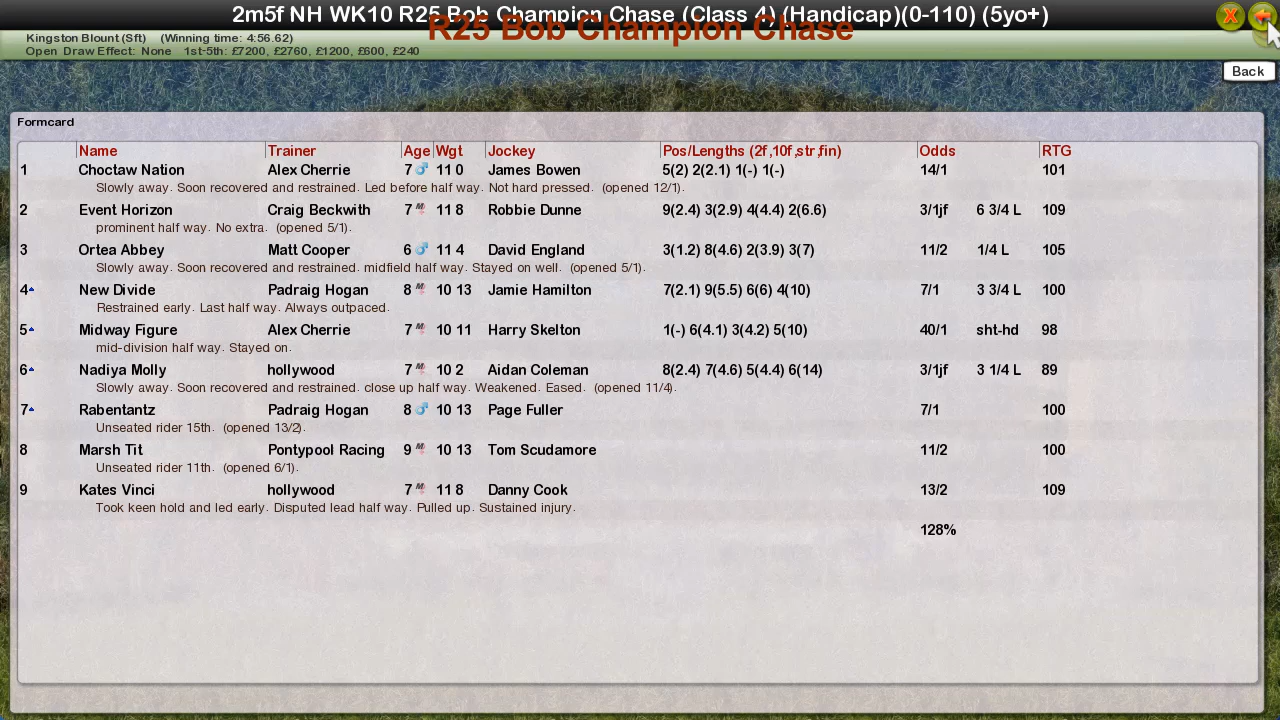 2m5f NH WK10 R25 Bob Champion Chase (Class 4) (Handicap)(0-110) (5yo+)
R25 Bob Champion Chase
Kingston Blount (Sft) (Winning time: 4:56.62)
Open Draw Effect: None 1st-5th: £7200, £2760, £1200, £600, £240
X
Back
Formcard
Name Trainer Age Wgt Jockey Pos/Lengths (2f,10f,str,fin) Odds RTG
1 Choctaw Nation Alex Cherrie 7 11 0 James Bowen 5(2) 2(2.1) 1(-) 1(-) 14/1 101
Slowly away. Soon recovered and restrained. Led before half way. Not hard pressed. (opened 12/1).
2 Event Horizon Craig Beckwith 7 11 8 Robbie Dunne 9(2.4) 3(2.9) 4(4.4) 2(6.6) 3/1jf 6 3/4 L 109
prominent half way. No extra. (opened 5/1).
3 Ortea Abbey Matt Cooper 6 11 4 David England 3(1.2) 8(4.6) 2(3.9) 3(7) 11/2 1/4 L 105
Slowly away. Soon recovered and restrained. midfield half way. Stayed on well. (opened 5/1).
4 New Divide Padraig Hogan 8 10 13 Jamie Hamilton 7(2.1) 9(5.5) 6(6) 4(10) 7/1 3 3/4 L 100
Restrained early. Last half way. Always outpaced.
5 Midway Figure Alex Cherrie 7 10 11 Harry Skelton 1(-) 6(4.1) 3(4.2) 5(10) 40/1 sht-hd 98
mid-division half way. Stayed on.
6 Nadiya Molly hollywood 7 10 2 Aidan Coleman 8(2.4) 7(4.6) 5(4.4) 6(14) 3/1jf 3 1/4 L 89
Slowly away. Soon recovered and restrained. close up half way. Weakened. Eased. (opened 11/4).
7 Rabentantz Padraig Hogan 8 10 13 Page Fuller 7/1 100
Unseated rider 15th. (opened 13/2).
8 Marsh Tit Pontypool Racing 9 10 13 Tom Scudamore 11/2 100
Unseated rider 11th. (opened 6/1).
9 Kates Vinci hollywood 7 11 8 Danny Cook 13/2 109
Took keen hold and led early. Disputed lead half way. Pulled up. Sustained injury.
128%